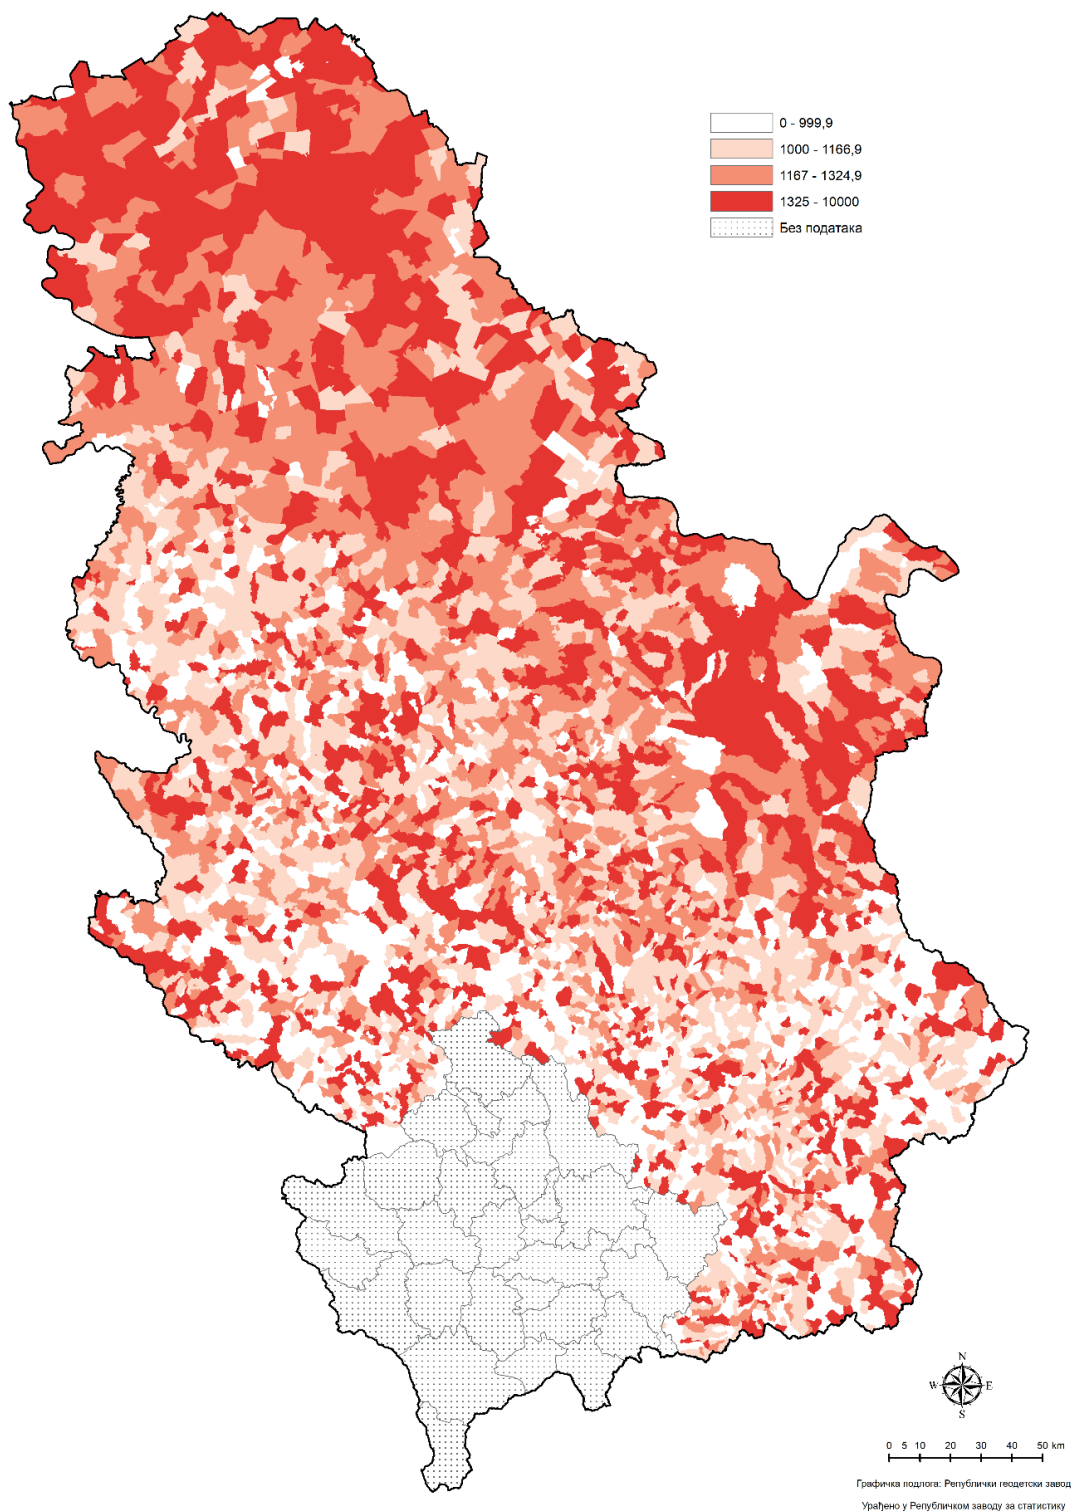 0 - 999,9
1000 - 1166,9
1167 - 1324,9
1325 - 10000
Без података
N
W E
S
0 5 10 20 30 40 50 km
Графичка подлога: Републички геодетски завод
Урађено у Републичком заводу за статистику